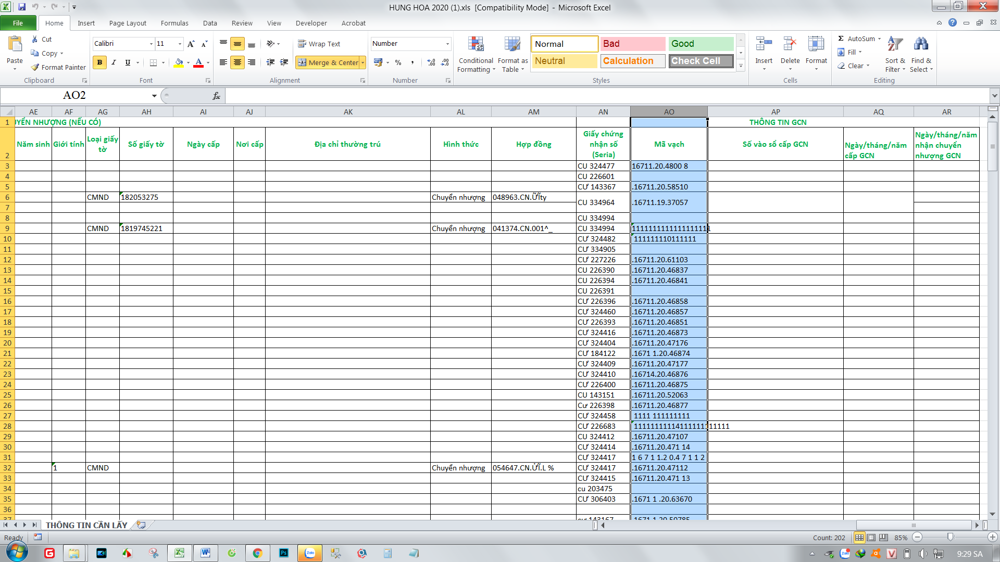 HUNG HOA 2020 (1).xls [Compatibility Mode] - Microsoft Excel
File Home Insert Page Layout Formulas Data Review View Developer Acrobat
Paste
Cut
Copy
Format Painter
Clipboard
Calibri 11
B I U
Font
Wrap Text
Merge & Center
Alignment
Number
%
Number
Conditional Formatting
Format as Table
Normal Bad Good
Neutral Calculation Check Cell
Styles
Insert Delete Format
Cells
AutoSum
Fill
Clear
Sort & Filter
Find & Select
Editing
AO2
AE AF AG AH AI AJ AK AL AM AN AO AP AQ AR
1 JYỂN NHƯỢNG (NẾU CÓ) THÔNG TIN GCN
2 Năm sinh Giới tính Loại giấy tờ Số giấy tờ Ngày cấp Nơi cấp Địa chỉ thường trú Hình thức Hợp đồng Giấy chứng nhận số (Seria) Mã vạch Số vào sổ cấp GCN Ngày/tháng/năm cấp GCN Ngày/tháng/năm nhận chuyển nhượng GCN
3 CU 324477 16711.20.4800 8
4 CU 226601
5 CƯ 143367 .16711.20.58510
6 CMND 182053275 Chuyển nhượng 048963.CN.ỮĨty
7 CU 334964 .16711.19.37057
8 CU 334994
9 CMND 1819745221 Chuyển nhượng 041374.CN.001^_ CU 334994
10 CƯ 324482 111111110111111
11 CƯ 334905
12 CƯ 227226 .16711.20.61103
13 CU 226390 .16711.20.46837
14 CU 226394 .16711.20.46841
15 CU 226391
16 CƯ 226396 .16711.20.46858
17 CƯ 324460 .16711.20.46857
18 CƯ 226393 .16711.20.46851
19 CƯ 324416 .16711.20.46873
20 CƯ 324404 .16711.20.47176
21 CƯ 184122 .1671 1.20.46874
22 CƯ 324409 .16711.20.47177
23 CƯ 324410 .16714.20.46876
24 CƯ 226400 .16711.20.46875
25 CU 143151 .16711.20.52063
26 Cư 226398 .16711.20.46877
27 CƯ 324458 1111 111111111
28 CƯ 226683
29 CU 324412 .16711.20.47107
30 CƯ 324414 .16711.20.471 14
31 CƯ 324417 1 6 7 1 1.2 0.4 7 1 1 2
32 1 CMND Chuyển nhượng 054647.CN.ỬĨ.L % CƯ 324417 .16711.20.47112
33 CƯ 324415 .16711.20.471 13
34 cu 203475
35 CƯ 306403 .1671 1 .20.63670
36
37 cư 143167 .1671 1.20.50785
THÔNG TIN CẦN LẤY
Ready Count: 202 85%
9:29 SA